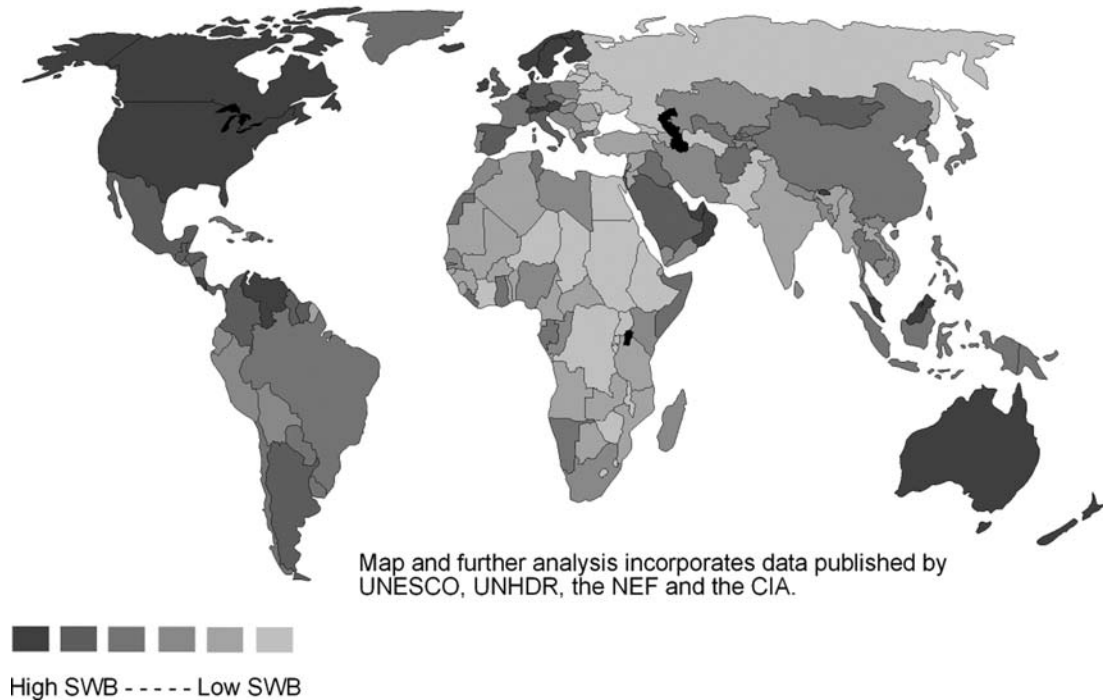 Map and further analysis incorporates data published by
UNESCO, UNHDR, the NEF and the CIA.
High SWB - - - - - Low SWB